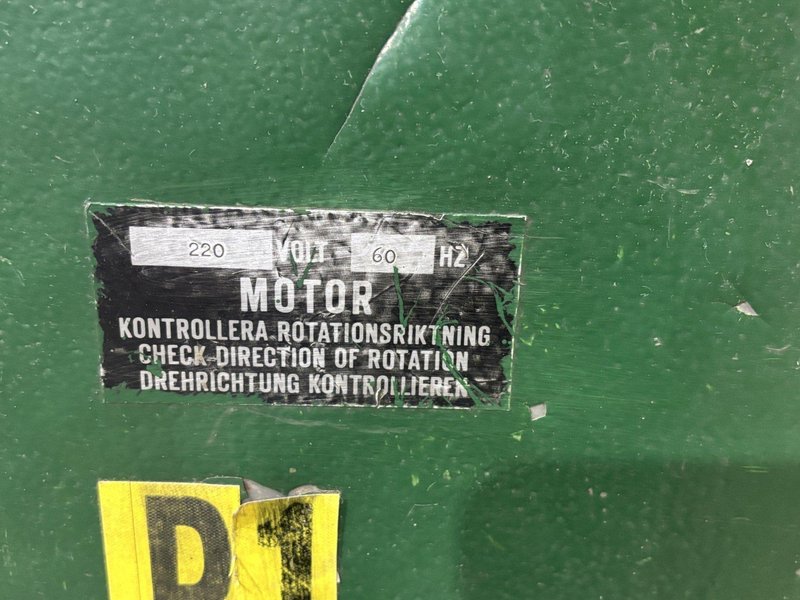 220 VOLT 60 HZ
MOTOR
KONTROLLERA ROTATIONSRIKTNING
CHECK DIRECTION OF ROTATION
DREHRICHTUNG KONTROLLIEREN
D1